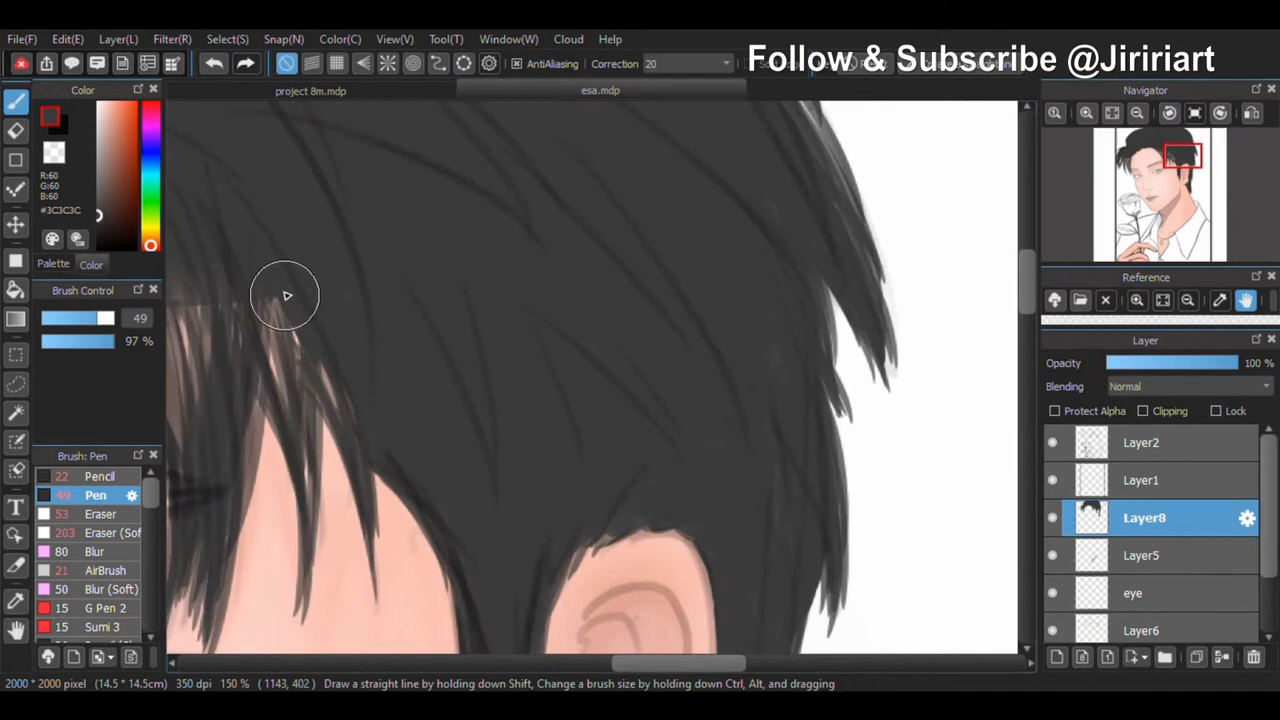 Follow & Subscribe @Jiririart
File(F) Edit(E) Layer(L) Filter(R) Select(S) Snap(N) Color(C) View(V) Tool(T) Window(W) Cloud Help
AntiAliasing Correction 20
Color
project 8m.mdp
esa.mdp
Navigator
R:60
G:60
B:60
#3C3C3C
Palette Color
Brush Control
49
97 %
Brush: Pen
22 Pencil
49 Pen
53 Eraser
203 Eraser (Sof
80 Blur
21 AirBrush
50 Blur (Soft)
15 G Pen 2
15 Sumi 3
Reference
Layer
Opacity 100 %
Blending Normal
Protect Alpha Clipping Lock
Layer2
Layer1
Layer8
Layer5
eye
Layer6
2000 * 2000 pixel (14.5 * 14.5cm) 350 dpi 150 % ( 1143, 402 ) Draw a straight line by holding down Shift, Change a brush size by holding down Ctrl, Alt, and dragging